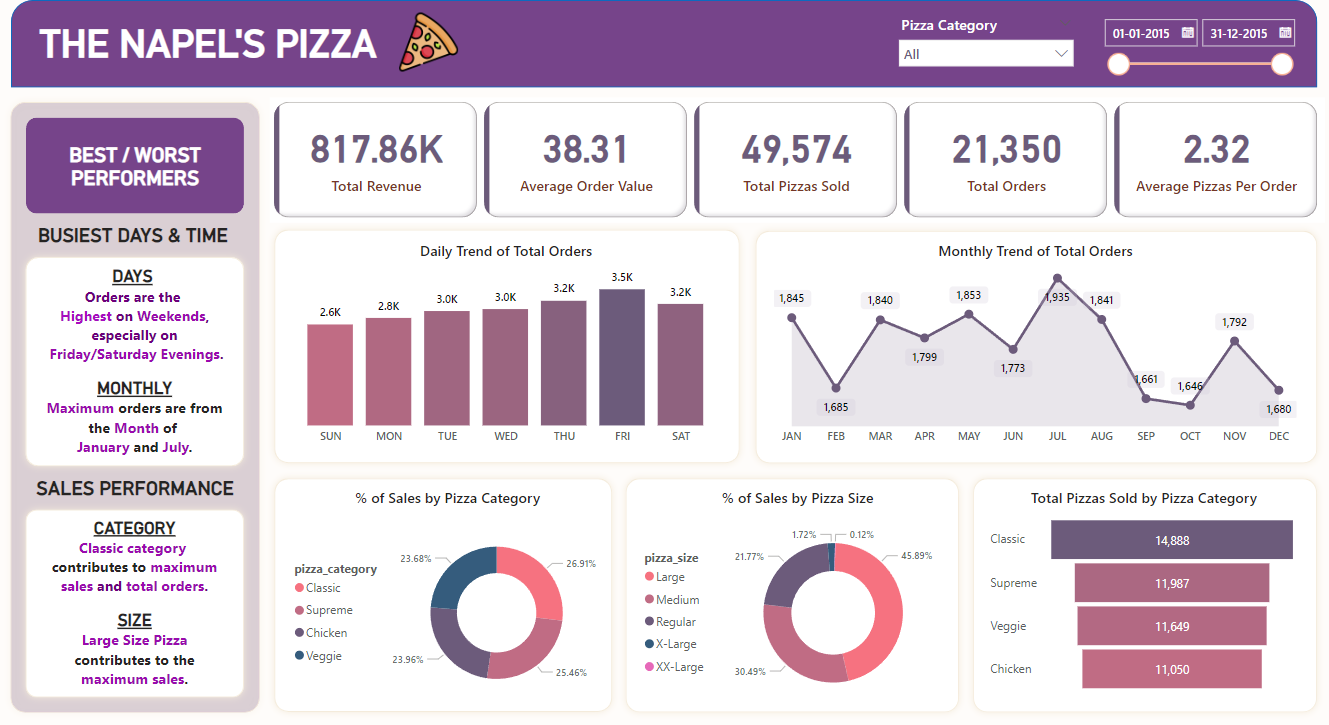 THE NAPEL'S PIZZA
Pizza Category
All
01-01-2015
31-12-2015
BEST / WORST
PERFORMERS
BUSIEST DAYS & TIME
DAYS
Orders are the
Highest on Weekends,
especially on
Friday/Saturday Evenings.
MONTHLY
Maximum orders are from
the Month of
January and July.
SALES PERFORMANCE
CATEGORY
Classic category
contributes to maximum
sales and total orders.
SIZE
Large Size Pizza
contributes to the
maximum sales.
817.86K
Total Revenue
38.31
Average Order Value
49,574
Total Pizzas Sold
21,350
Total Orders
2.32
Average Pizzas Per Order
Daily Trend of Total Orders
2.6K
2.8K
3.0K
3.0K
3.2K
3.5K
3.2K
SUN
MON
TUE
WED
THU
FRI
SAT
Monthly Trend of Total Orders
1,845
1,685
1,840
1,799
1,853
1,773
1,935
1,841
1,661
1,646
1,792
1,680
JAN
FEB
MAR
APR
MAY
JUN
JUL
AUG
SEP
OCT
NOV
DEC
% of Sales by Pizza Category
pizza_category
Classic
Supreme
Chicken
Veggie
23.68%
26.91%
23.96%
25.46%
% of Sales by Pizza Size
pizza_size
Large
Medium
Regular
X-Large
XX-Large
1.72%
0.12%
21.77%
45.89%
30.49%
Total Pizzas Sold by Pizza Category
Classic
14,888
Supreme
11,987
Veggie
11,649
Chicken
11,050